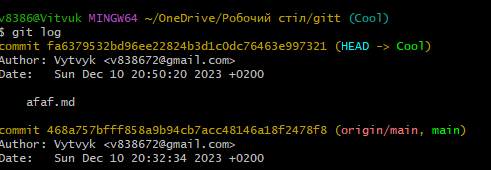 v8386@Vitvuk MINGW64 ~/OneDrive/Робочий стіл/gitt (Cool)
$ git log
commit fa6379532bd96ee22824b3d1c0dc76463e997321 (HEAD -> Cool)
Author: Vytvyk <v838672@gmail.com>
Date:   Sun Dec 10 20:50:20 2023 +0200
    afaf.md
commit 468a757bfff858a9b94cb7acc48146a18f2478f8 (origin/main, main)
Author: Vytvyk <v838672@gmail.com>
Date:   Sun Dec 10 20:32:34 2023 +0200